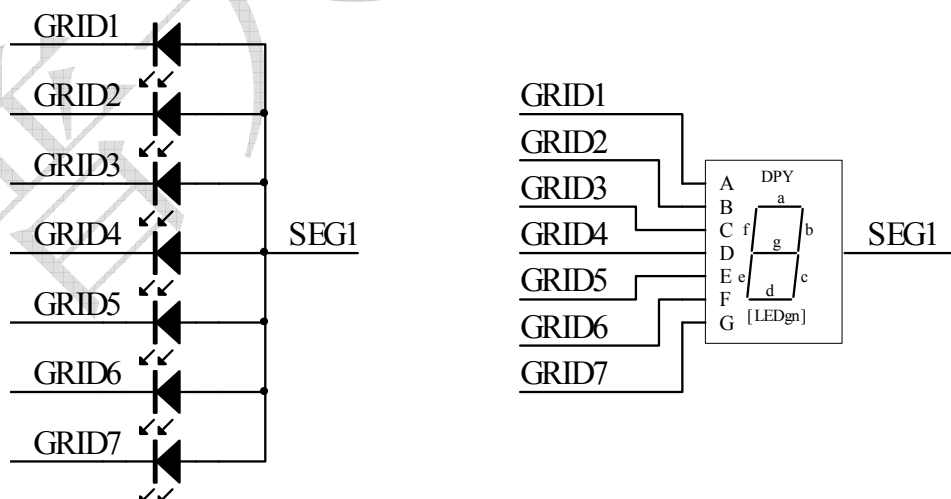 GRID1
GRID2
GRID3
GRID4
GRID5
GRID6
GRID7
SEG1
GRID1
GRID2
GRID3
GRID4
GRID5
GRID6
GRID7
A
B
C
D
E
F
G
DPY
a
f
b
g
e
c
d
[LEDgn]
SEG1